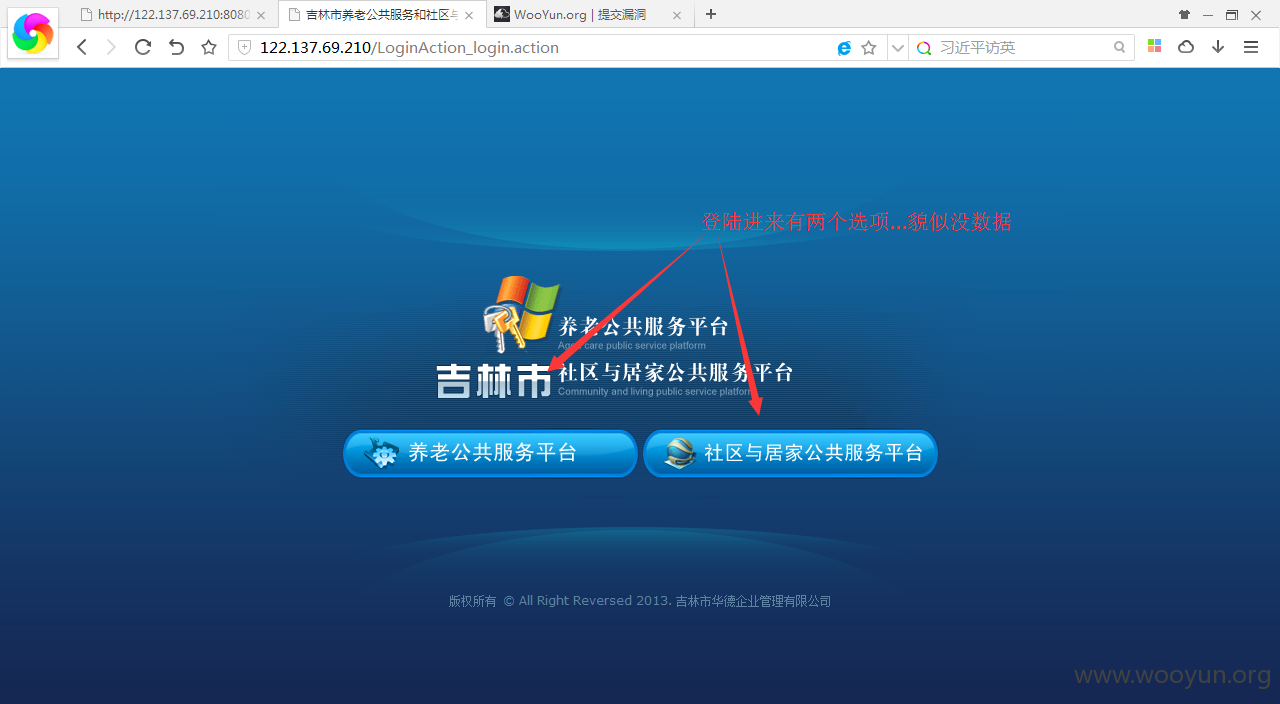 http://122.137.69.210:8080
吉林市养老公共服务和社区与
WooYun.org | 提交漏洞
122.137.69.210/LoginAction_login.action
习近平访英
登陆进来有两个选项...貌似没数据
养老公共服务平台
Aged care public service platform
吉林市
社区与居家公共服务平台
Community and living public service platform
养老公共服务平台
社区与居家公共服务平台
版权所有 © All Right Reversed 2013. 吉林市华德企业管理有限公司
www.wooyun.org